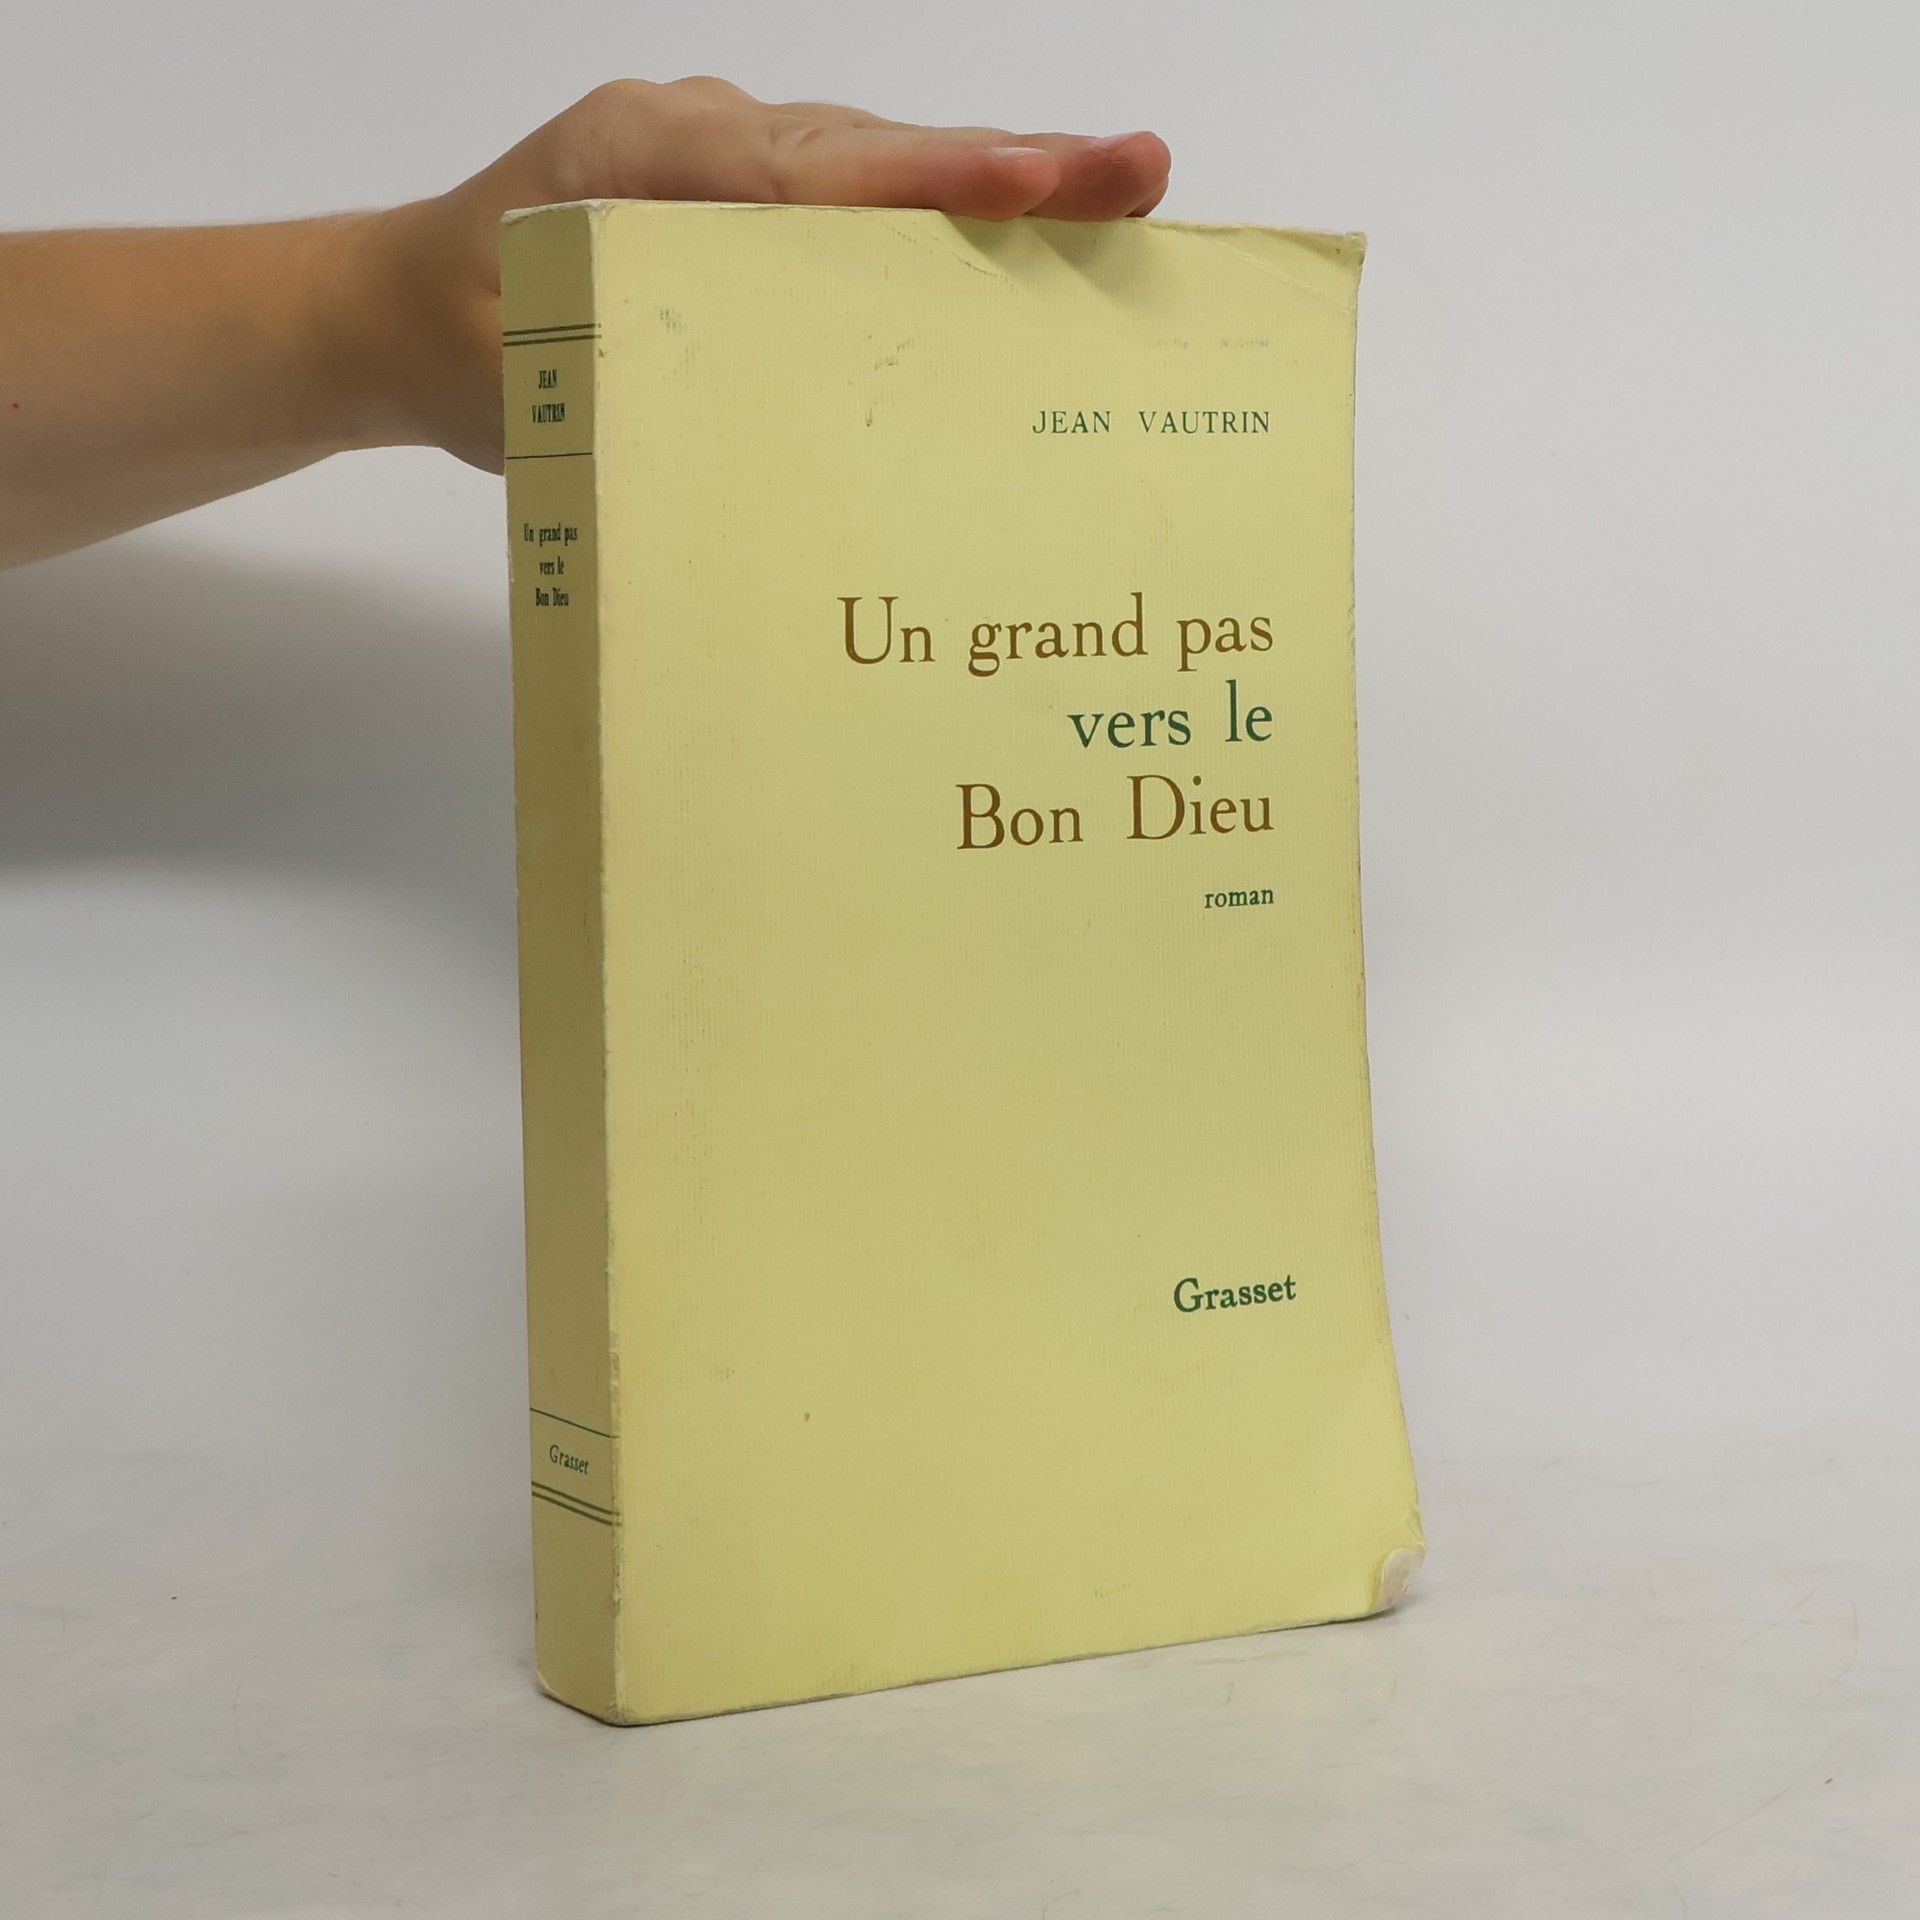 JEAN
VAUTRIN
Un grand pas
vers le
Bon Dieu
Grasset
JEAN VAUTRIN
Un grand pas
vers le
Bon Dieu
roman
Grasset